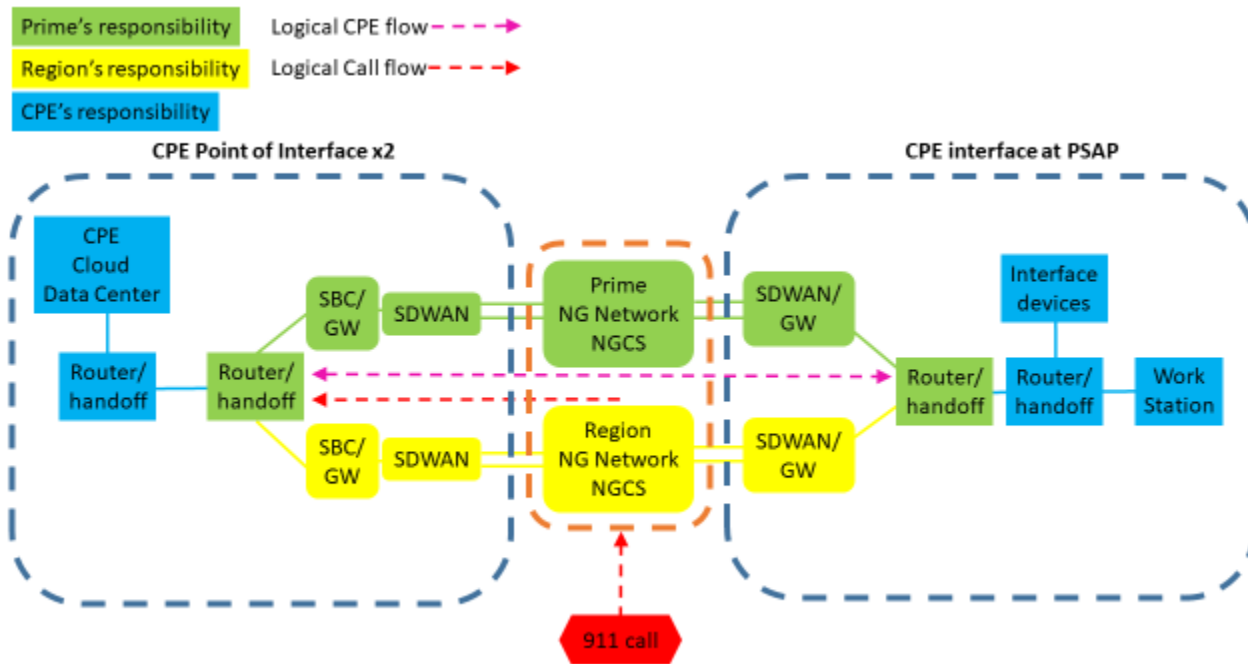 Prime's responsibility
Logical CPE flow
Region's responsibility
Logical Call flow
CPE's responsibility
CPE Point of Interface x2
CPE interface at PSAP
CPE
Cloud
Data Center
Router/
handoff
Router/
handoff
SBC/
GW
SDWAN
Prime
NG Network
NGCS
SDWAN/
GW
SBC/
GW
SDWAN
Region
NG Network
NGCS
SDWAN/
GW
Interface
devices
Router/
handoff
Router/
handoff
Work
Station
911 call